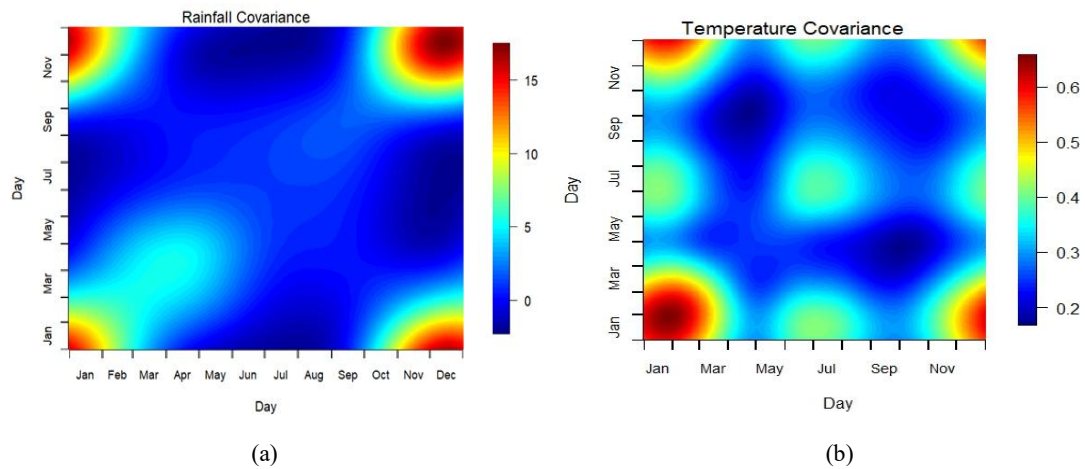 Rainfall Covariance
Nov
Sep
Jul
May
Mar
Jan
Day
Jan Feb Mar Apr May Jun Jul Aug Sep Oct Nov Dec
Day
15
10
5
0
(a)
Temperature Covariance
Nov
Sep
Jul
May
Mar
Jan
Day
Jan Mar May Jul Sep Nov
Day
0.6
0.5
0.4
0.3
0.2
(b)